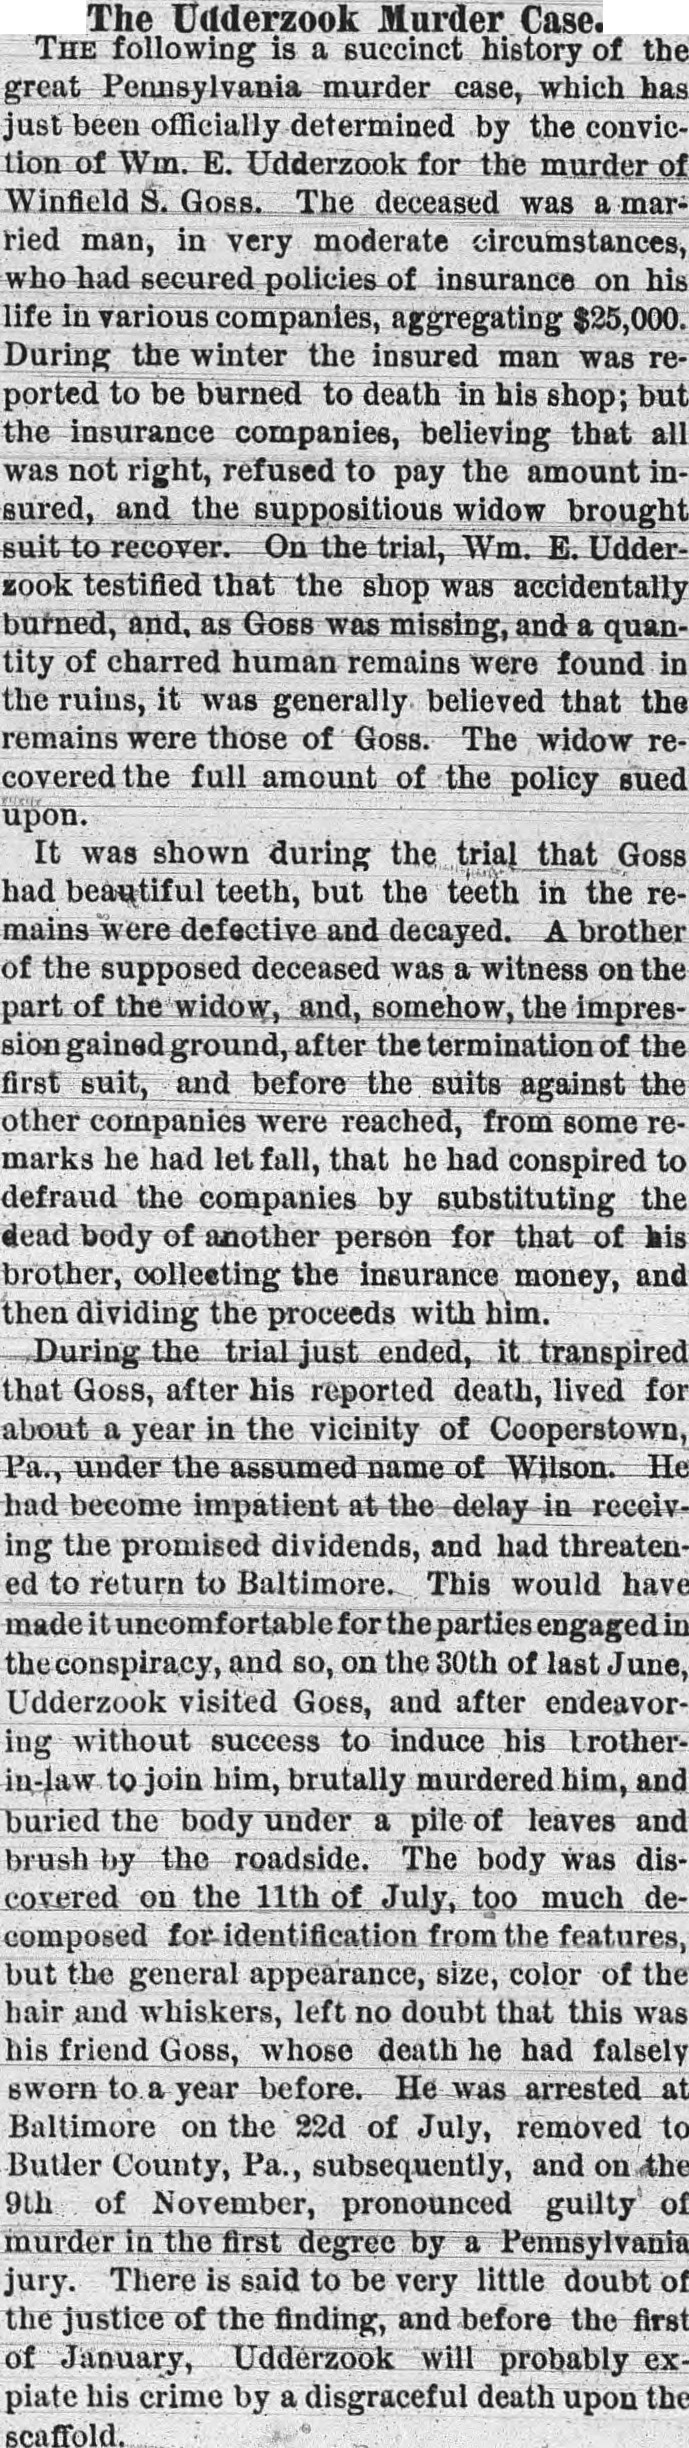 The Udderzook Murder Case.
THE following is a succinct history of the
great Pennsylvania murder case, which has
just been officially determined by the convic-
tion of Wm. E. Udderzook for the murder of
Winfield S. Goss. The deceased was a mar-
ried man, in very moderate circumstances,
who had secured policies of insurance on his
life in various companies, aggregating $25,000.
During the winter the insured man was re-
ported to be burned to death in his shop; but
the insurance companies, believing that all
was not right, refused to pay the amount in-
sured, and the suppositious widow brought
suit to recover. On the trial, Wm. E. Udder-
zook testified that the shop was accidentally
burned, and, as Goss was missing, and a quan-
tity of charred human remains were found in
the ruins, it was generally believed that the
remains were those of Goss. The widow re-
covered the full amount of the policy sued
upon.
It was shown during the trial that Goss
had beautiful teeth, but the teeth in the re-
mains were defective and decayed. A brother
of the supposed deceased was a witness on the
part of the widow, and, somehow, the impres-
sion gained ground, after the termination of the
first suit, and before the suits against the
other companies were reached, from some re-
marks he had let fall, that he had conspired to
defraud the companies by substituting the
dead body of another person for that of his
brother, collecting the insurance money, and
then dividing the proceeds with him.
During the trial just ended, it transpired
that Goss, after his reported death, lived for
about a year in the vicinity of Cooperstown,
Pa., under the assumed name of Wilson. He
had become impatient at the delay in receiv-
ing the promised dividends, and had threaten-
ed to return to Baltimore. This would have
made it uncomfortable for the parties engaged in
the conspiracy, and so, on the 30th of last June,
Udderzook visited Goss, and after endeavor-
ing without success to induce his brother-
in-law to join him, brutally murdered him, and
buried the body under a pile of leaves and
brush by the roadside. The body was dis-
covered on the 11th of July, too much de-
composed for identification from the features,
but the general appearance, size, color of the
hair and whiskers, left no doubt that this was
his friend Goss, whose death he had falsely
sworn to a year before. He was arrested at
Baltimore on the 22d of July, removed to
Butler County, Pa., subsequently, and on the
9th of November, pronounced guilty of
murder in the first degree by a Pennsylvania
jury. There is said to be very little doubt of
the justice of the finding, and before the first
of January, Udderzook will probably ex-
piate his crime by a disgraceful death upon the
scaffold.